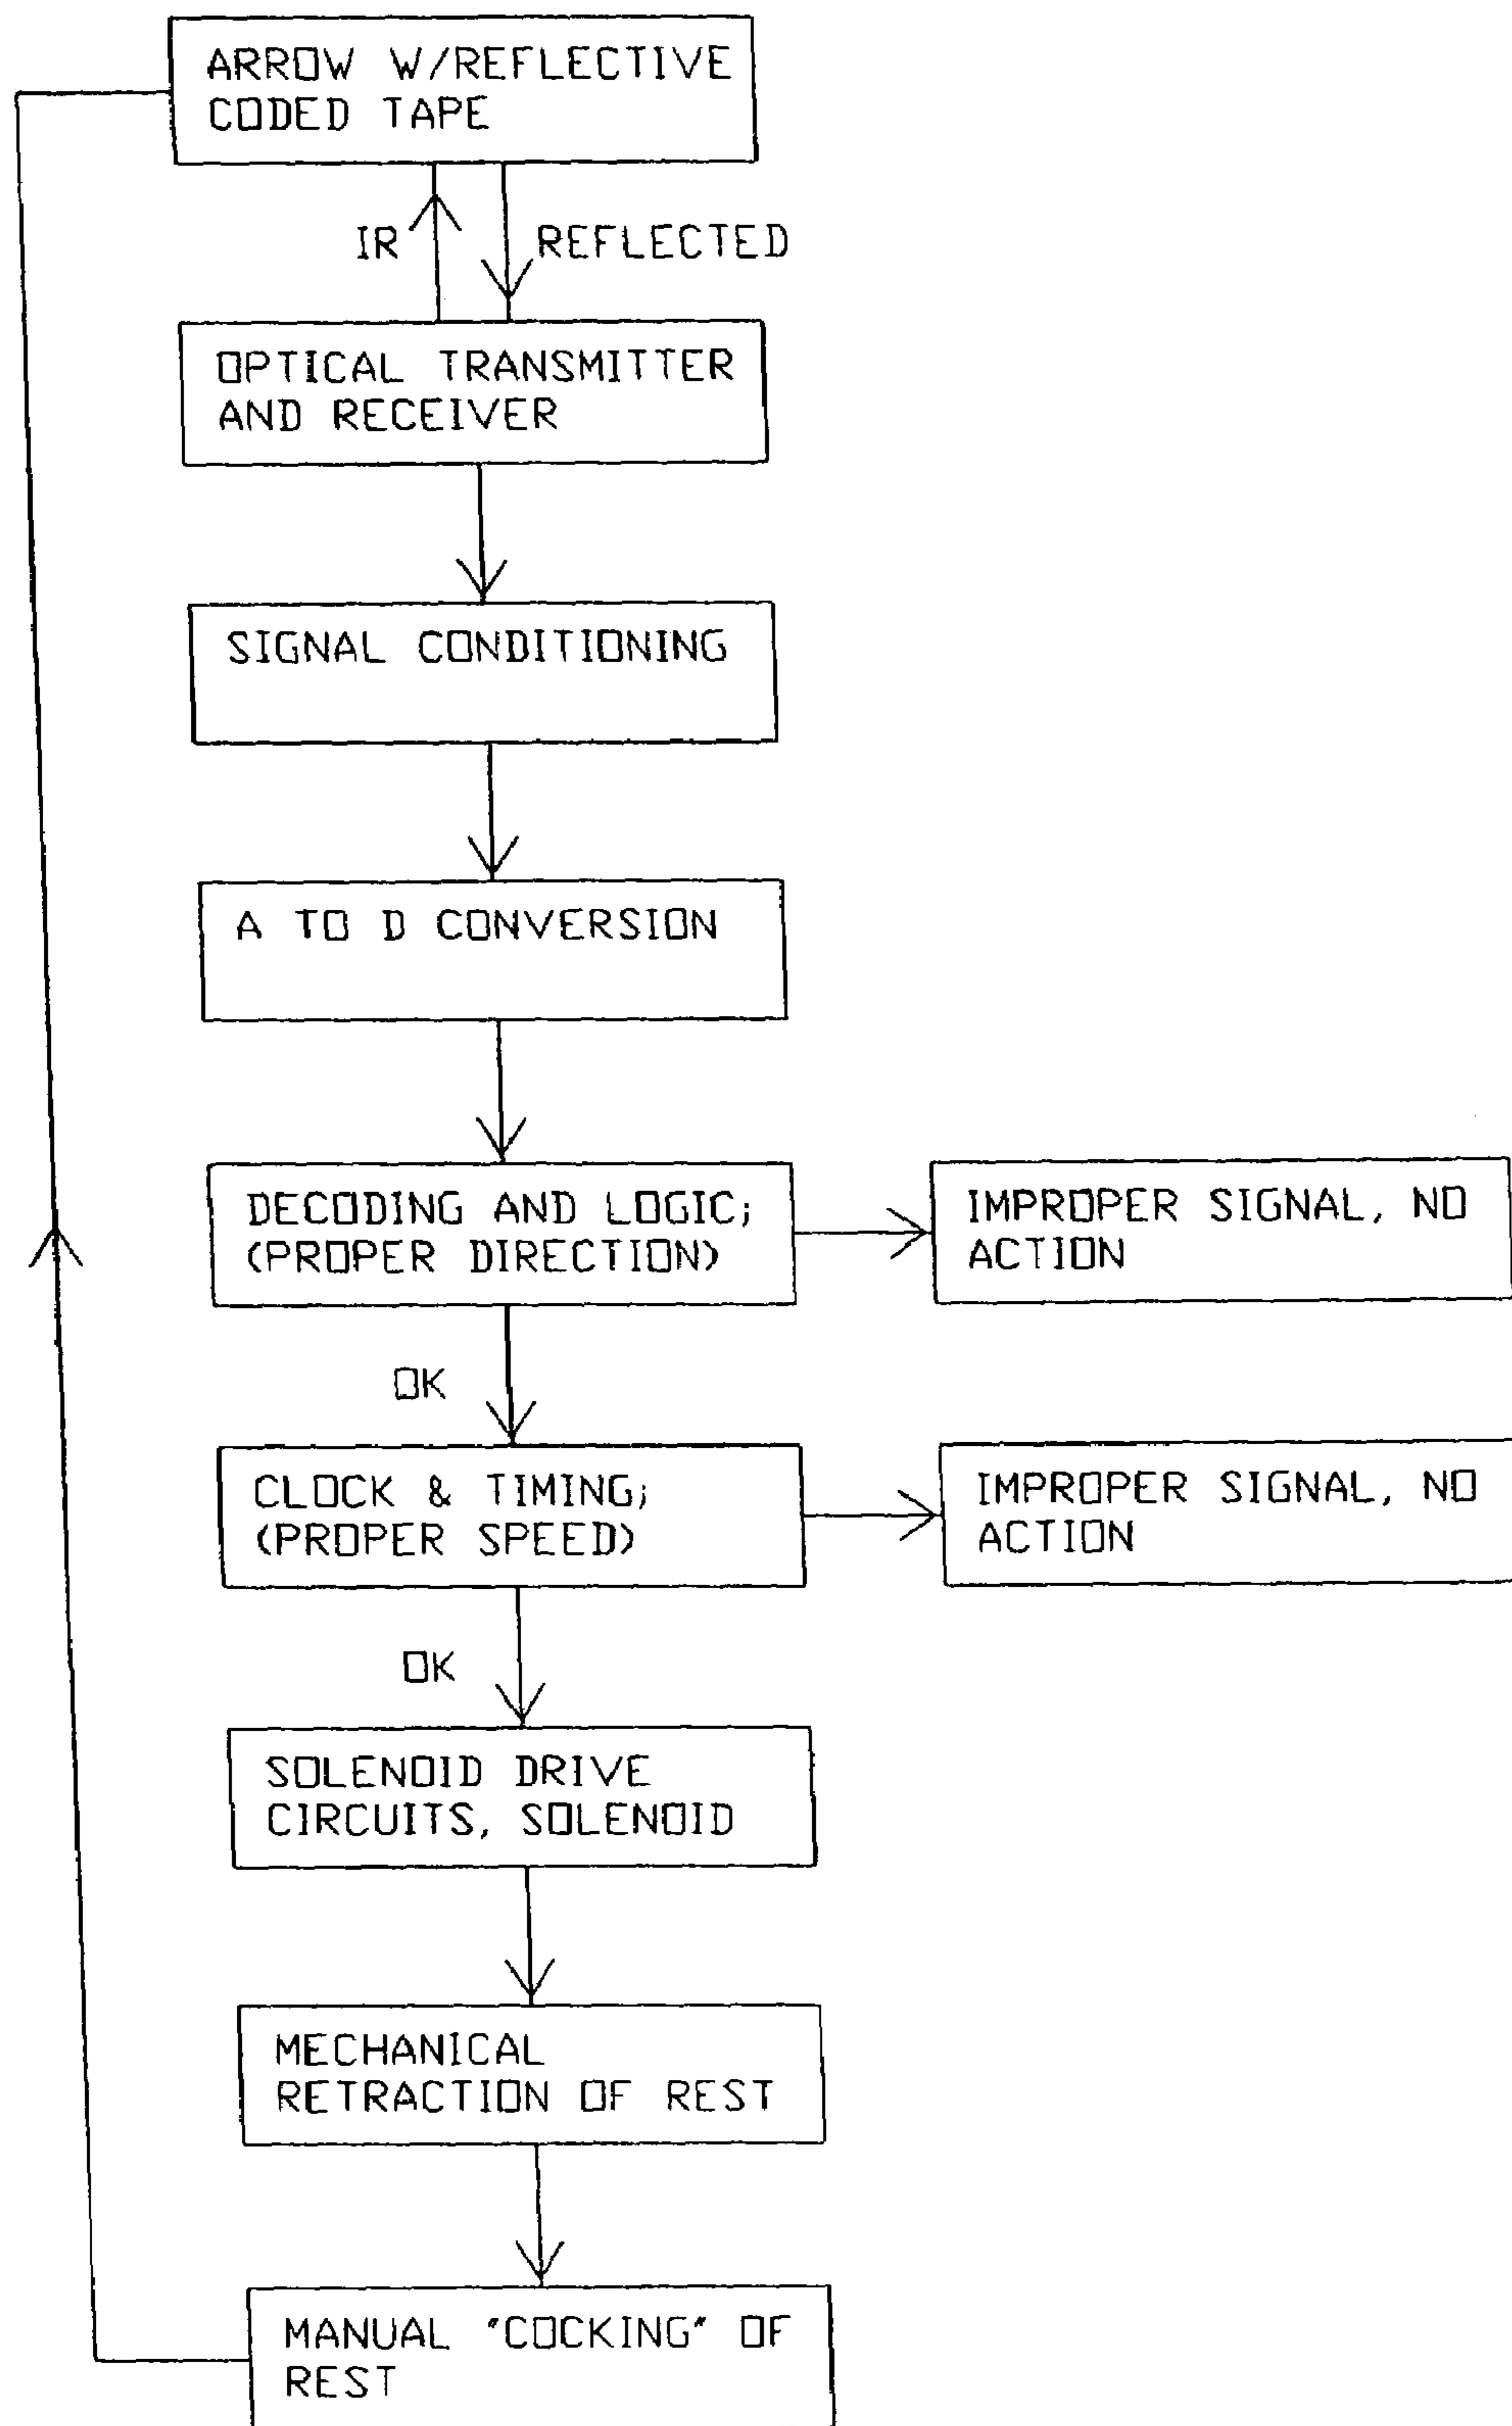 ARROW W/REFLECTIVE
CODED TAPE
IR
REFLECTED
OPTICAL TRANSMITTER
AND RECEIVER
SIGNAL CONDITIONING
A TO D CONVERSION
DECODING AND LOGIC;
(PROPER DIRECTION)
IMPROPER SIGNAL, NO
ACTION
OK
CLOCK & TIMING;
(PROPER SPEED)
IMPROPER SIGNAL, NO
ACTION
OK
SOLENOID DRIVE
CIRCUITS, SOLENOID
MECHANICAL
RETRACTION OF REST
MANUAL "COCKING" OF
REST